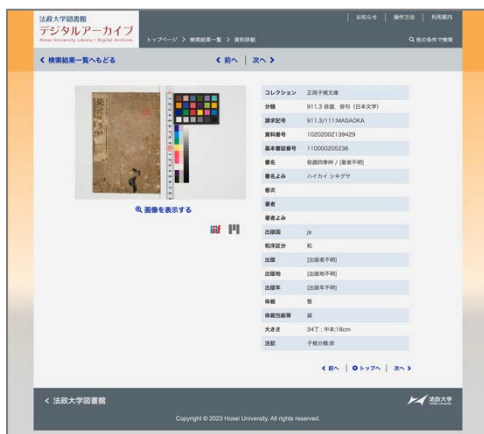 法政大学図書館
デジタルアーカイブ
Hosei University Library : Digital Archives
お知らせ | 操作方法 | 利用案内
トップページ > 検索結果一覧 > 資料詳細
他の条件で検索
検索結果一覧へもどる
前へ | 次へ
コレクション 正岡子規文庫
分類 911.3 俳諧. 俳句（日本文学）
請求記号 911.3/111:MASAOKA
資料番号 10202002139429
基本書誌番号 110000205236
書名 俳諧四季艸 / [著者不明]
書名よみ ハイカイ シキグサ
巻次
著者
著者よみ
出版国 ja
和洋区分 和
出版 [出版者不明]
出版地 [出版地不明]
出版年 [出版年不明]
体裁
体裁包紙等
大きさ 34丁 ; 中本:18cm
注記 子規分類:俳
画像を表示する
iiif
前へ | トップへ | 次へ
法政大学図書館
法政大学
Copyright © 2023 Hosei University. All rights reserved.